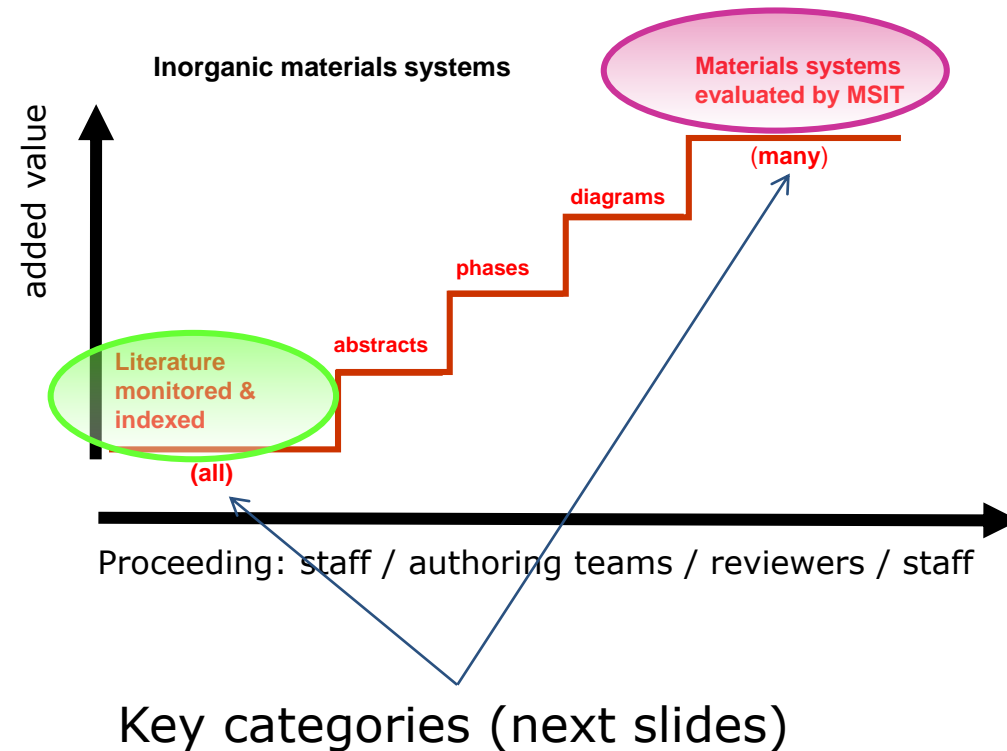 Inorganic materials systems
Materials systems
evaluated by MSIT
(many)
added value
diagrams
phases
abstracts
Literature
monitored &
indexed
(all)
Proceeding: staff / authoring teams / reviewers / staff
Key categories (next slides)